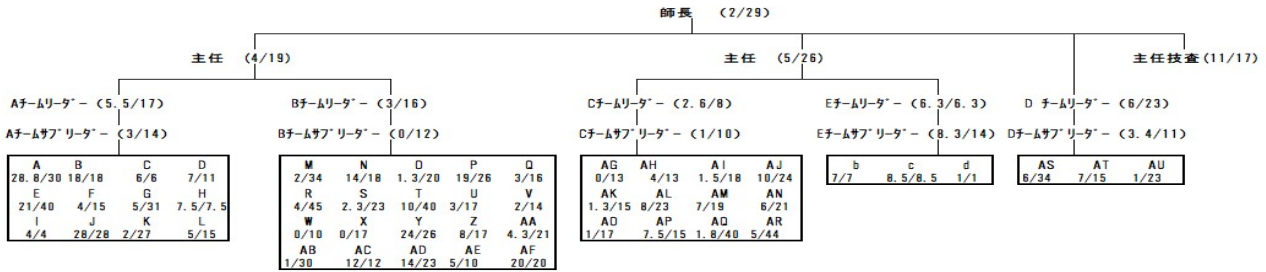 師長 (2/29)
主任 (4/19) 主任 (5/26) 主任技査(11/17)
Aﾁｰﾑﾘｰﾀﾞｰ (5.5/17) Bﾁｰﾑﾘｰﾀﾞｰ (3/16) Cﾁｰﾑﾘｰﾀﾞｰ (2.6/8) Eﾁｰﾑﾘｰﾀﾞｰ (6.3/6.3) D ﾁｰﾑﾘｰﾀﾞｰ (6/23)
Aﾁｰﾑｻﾌﾞﾘｰﾀﾞｰ (3/14) Bﾁｰﾑｻﾌﾞﾘｰﾀﾞｰ (0/12) Cﾁｰﾑｻﾌﾞﾘｰﾀﾞｰ (1/10) Eﾁｰﾑｻﾌﾞﾘｰﾀﾞｰ (8.3/14) Dﾁｰﾑｻﾌﾞﾘｰﾀﾞｰ (3.4/11)
A B C D
28.8/30 18/18 6/6 7/11
E F G H
21/40 4/15 5/31 7.5/7.5
I J K L
4/4 28/28 2/27 5/15
M N O P Q
2/34 14/18 1.3/20 19/26 3/16
R S T U V
4/45 2.3/23 10/40 3/17 2/14
W X Y Z AA
0/10 0/17 24/26 8/17 4.3/21
AB AC AD AE AF
1/30 12/12 14/23 5/10 20/20
AG AH AI AJ
0/13 4/13 1.5/18 10/24
AK AL AM AN
1.3/15 8/23 7/19 6/21
AO AP AQ AR
1/17 7.5/15 1.8/40 5/44
b c d
7/7 8.5/8.5 1/1
AS AT AU
6/34 7/15 1/23